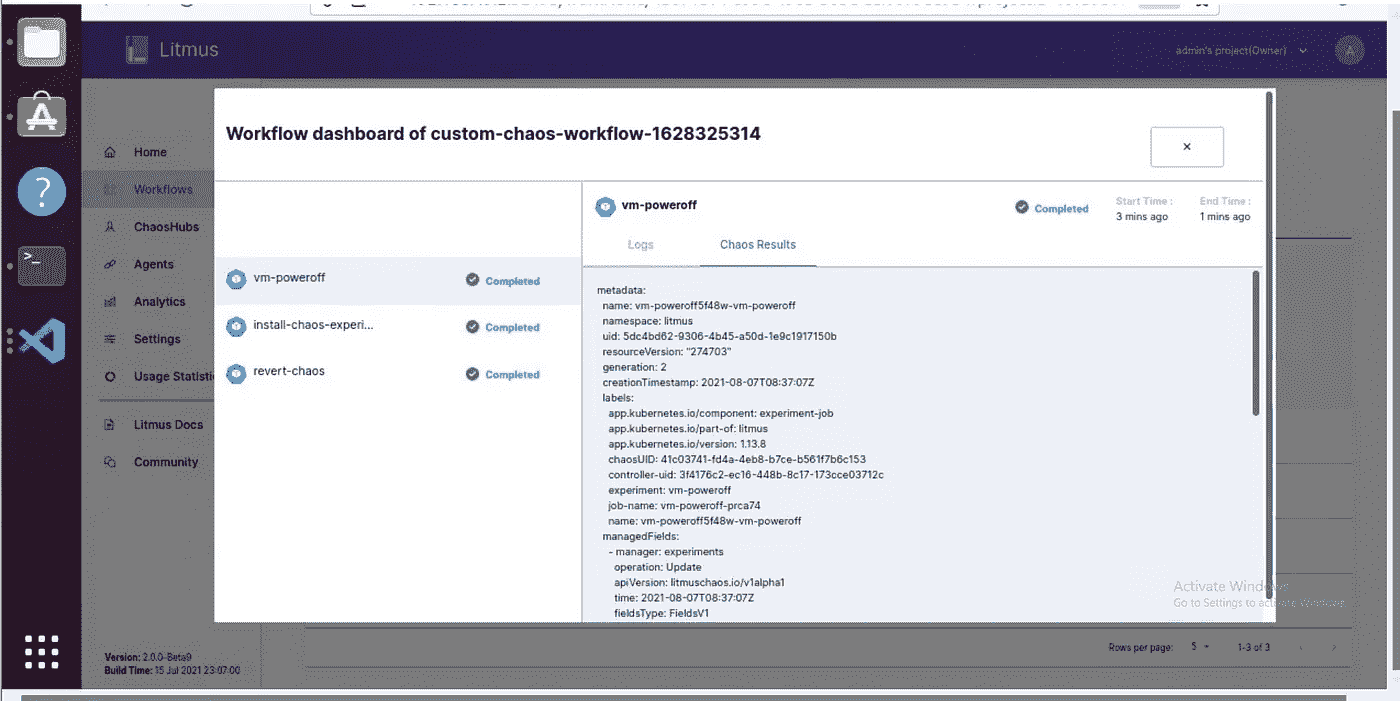 Litmus
admin's project(Owner)
A
Workflow dashboard of custom-chaos-workflow-1628325314
×
Home
Workflows
ChaosHubs
Agents
Analytics
Settings
Usage Statisti
Litmus Docs
Community
Version: 2.0.0-Beta9
Build Time: 15 Jul 2021 23:07:00
vm-poweroff Completed
install-chaos-experi... Completed
revert-chaos Completed
vm-poweroff
Completed
Start Time :
3 mins ago
End Time :
1 mins ago
Logs
Chaos Results
metadata:
name: vm-poweroff5f48w-vm-poweroff
namespace: litmus
uid: 5dc4bd62-9306-4b45-a50d-1e9c1917150b
resourceVersion: "274703"
generation: 2
creationTimestamp: 2021-08-07T08:37:07Z
labels:
app.kubernetes.io/component: experiment-job
app.kubernetes.io/part-of: litmus
app.kubernetes.io/version: 1.13.8
chaosUID: 41c03741-fd4a-4eb8-b7ce-b561f7b6c153
controller-uid: 3f4176c2-ec16-448b-8c17-173cce03712c
experiment: vm-poweroff
job-name: vm-poweroff-prca74
name: vm-poweroff5f48w-vm-poweroff
managedFields:
- manager: experiments
operation: Update
apiVersion: litmuschaos.io/v1alpha1
time: 2021-08-07T08:37:07Z
fieldsType: FieldsV1
Activate Windows
Go to Settings to activate Windows.
Rows per page: 5
1-3 of 3